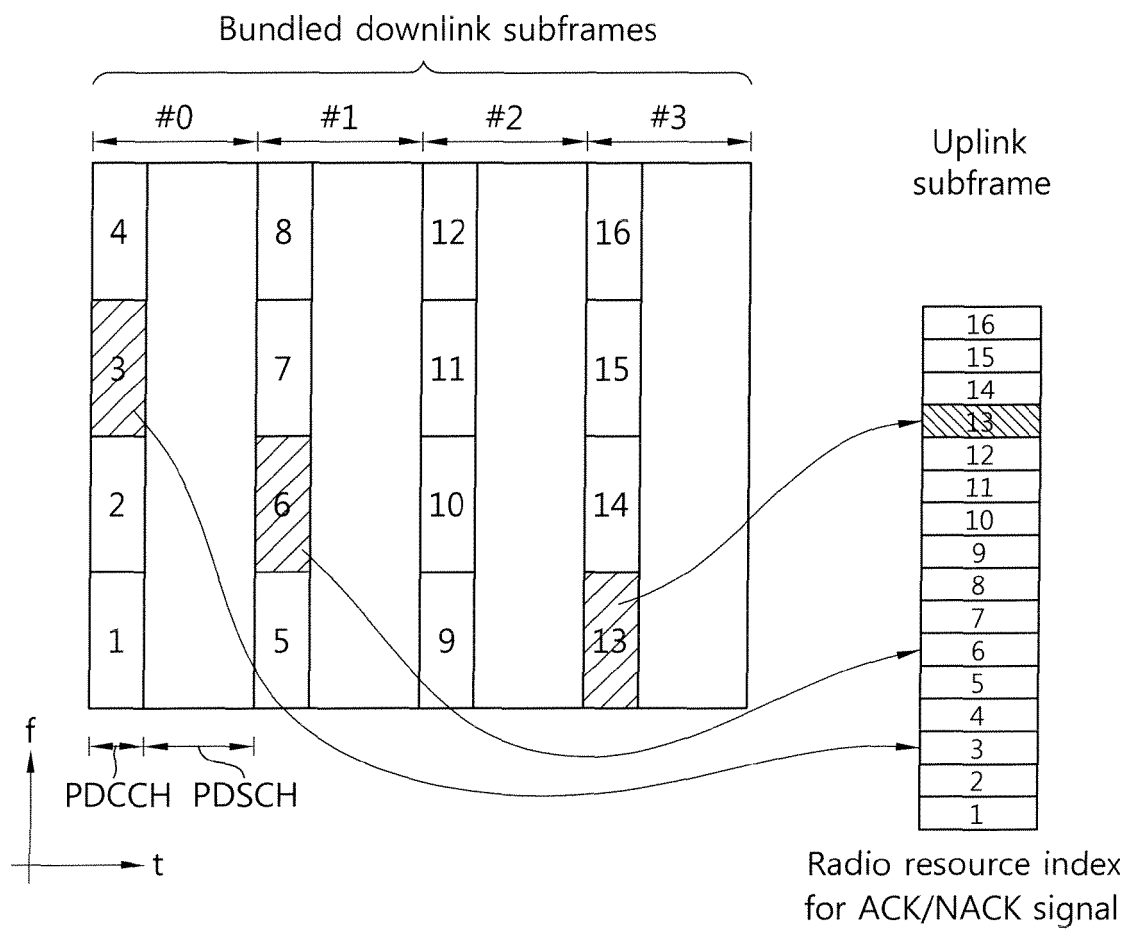 Bundled downlink subframes
#0 #1 #2 #3
Uplink
subframe
4 8 12 16
3 7 11 15
2 6 10 14
1 5 9 13
16
15
14
13
12
11
10
9
8
7
6
5
4
3
2
1
f
PDCCH PDSCH
t
Radio resource index
for ACK/NACK signal